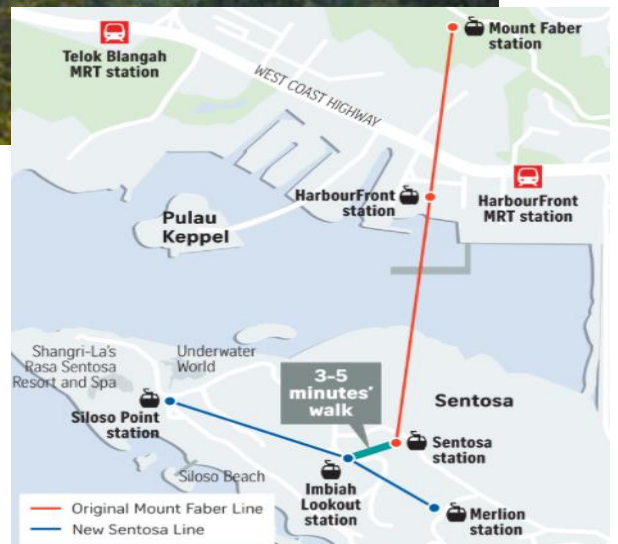 Telok Blangah
MRT station
Mount Faber
station
WEST COAST HIGHWAY
HarbourFront
station
HarbourFront
MRT station
Pulau
Keppel
Shangri-La's
Rasa Sentosa
Resort and Spa
Underwater
World
3-5
minutes'
walk
Sentosa
Siloso Point
station
Sentosa
station
Siloso Beach
Imbiah
Lookout
station
Merlion
station
Original Mount Faber Line
New Sentosa Line